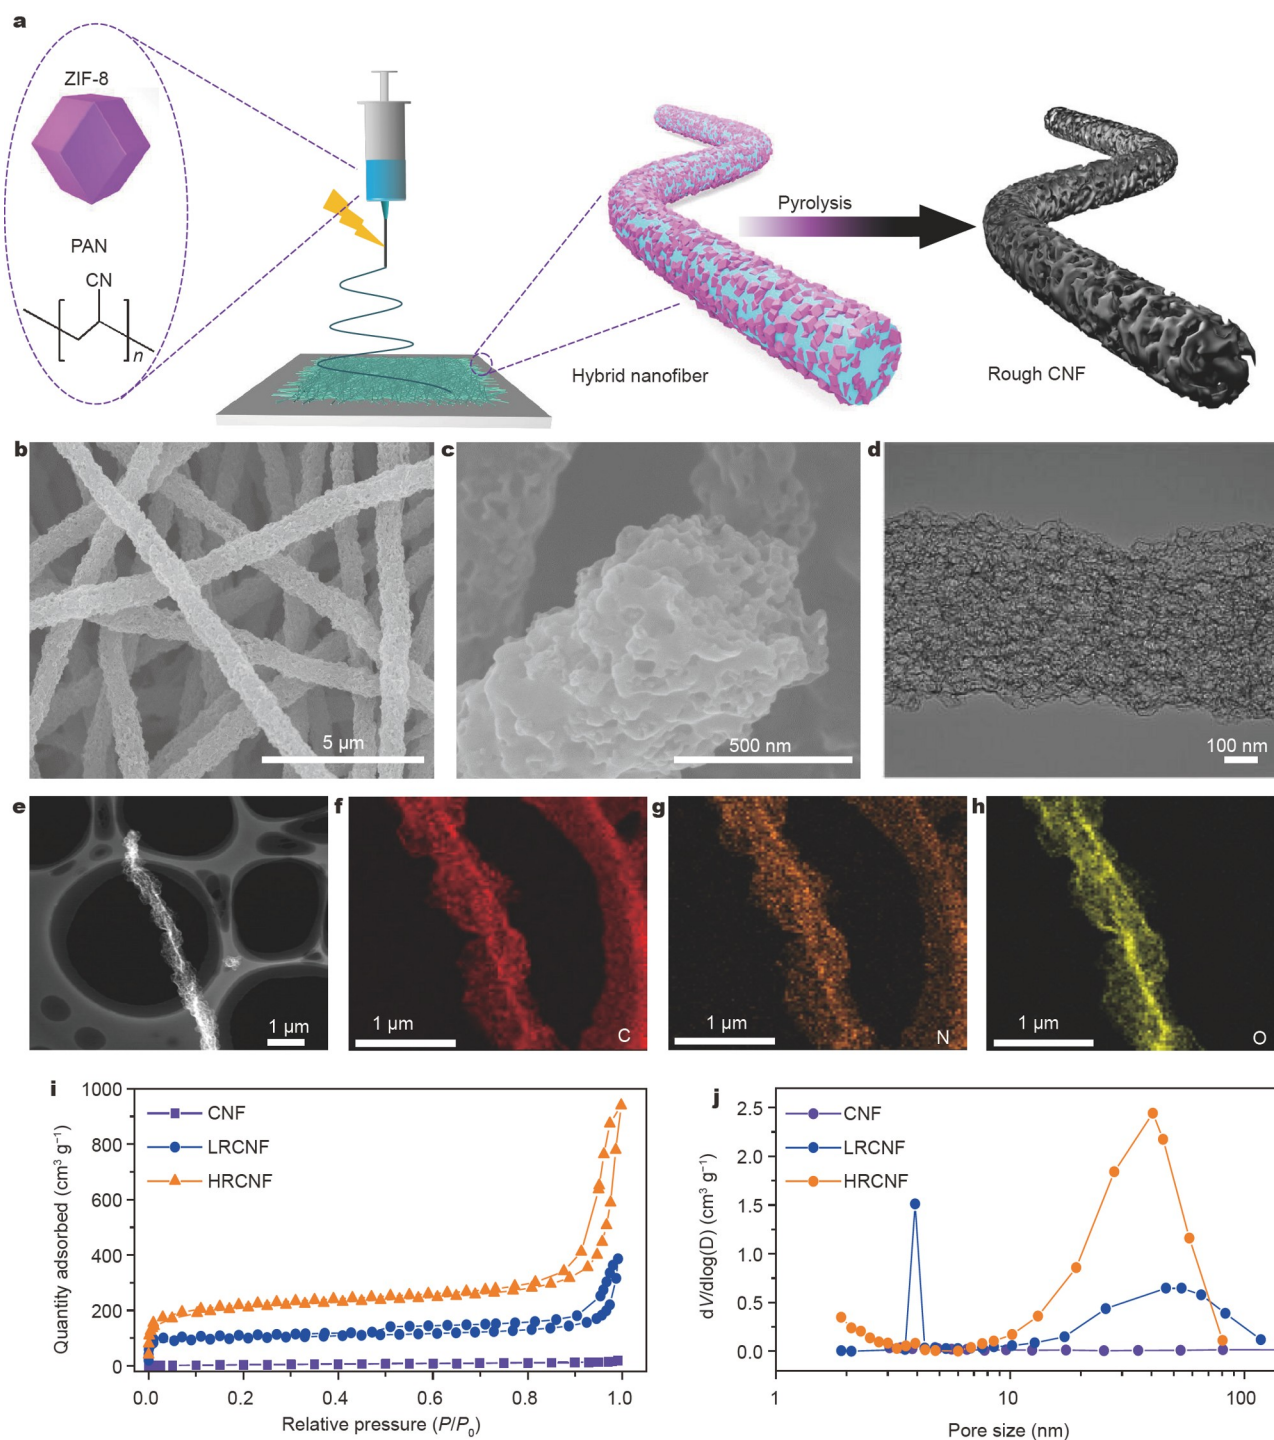 a
ZIF-8
PAN
CN
n
Pyrolysis
Hybrid nanofiber
Rough CNF
b
5 μm
c
500 nm
d
100 nm
e
1 μm
f
1 μm
C
g
1 μm
N
h
1 μm
O
i
Quantity adsorbed (cm³ g⁻¹)
1000
800
600
400
200
0
CNF
LRCNF
HRCNF
0.0 0.2 0.4 0.6 0.8 1.0
Relative pressure (P/P₀)
j
dV/dlog(D) (cm³ g⁻¹)
2.5
2.0
1.5
1.0
0.5
0.0
CNF
LRCNF
HRCNF
1 10 100
Pore size (nm)